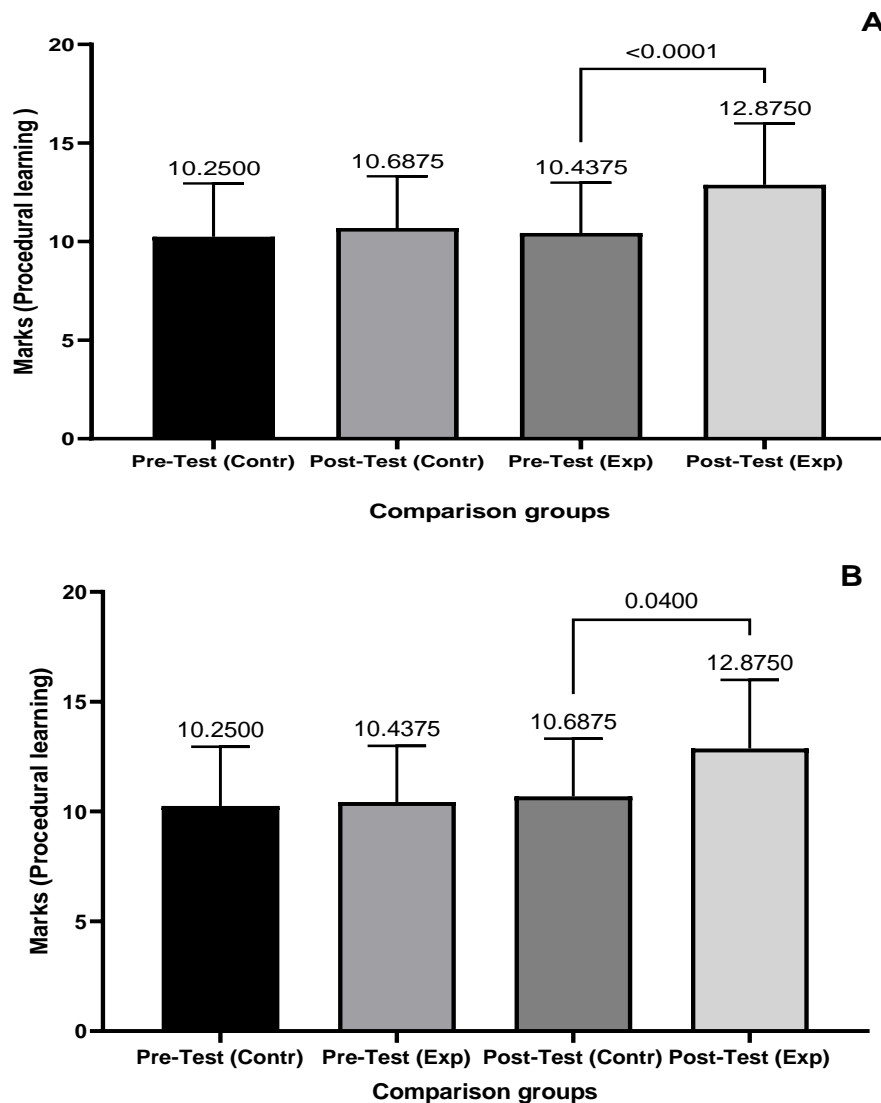 A
20
<0.0001
12.8750
15
10.2500 10.6875 10.4375
10
5
0
Marks (Procedural learning )
Pre-Test (Contr) Post-Test (Contr) Pre-Test (Exp) Post-Test (Exp)
Comparison groups
B
20
0.0400
12.8750
15
10.2500 10.4375 10.6875
10
5
0
Marks (Procedural learning)
Pre-Test (Contr) Pre-Test (Exp) Post-Test (Contr) Post-Test (Exp)
Comparison groups